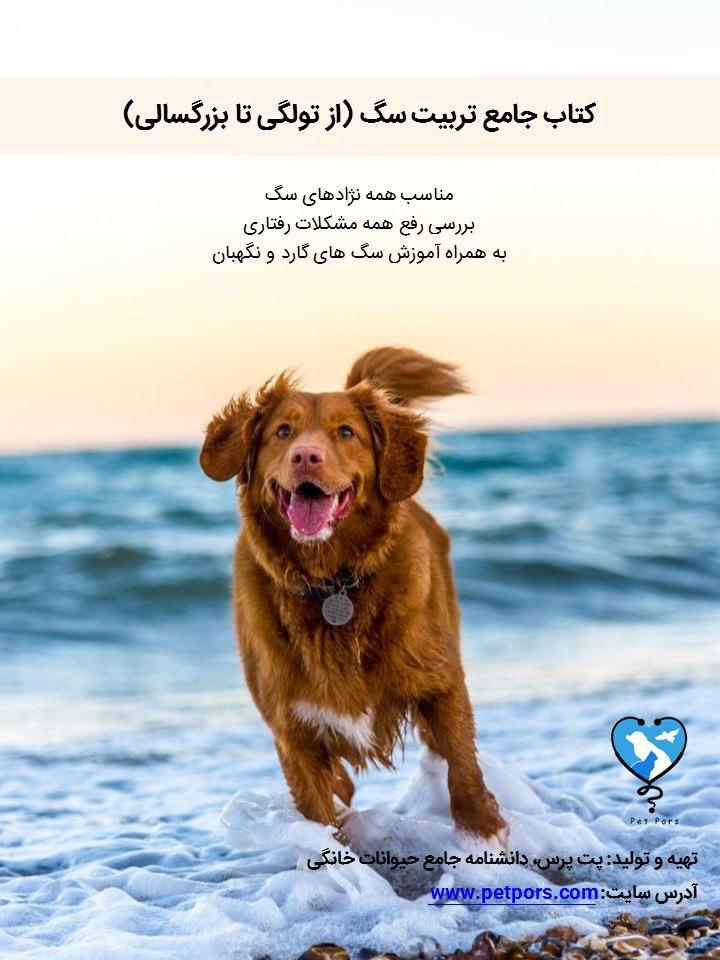 کتاب جامع تربیت سگ (از تولگی تا بزرگسالی)
مناسب همه نژادهای سگ
بررسی رفع همه مشکلات رفتاری
به همراه آموزش سگ های گارد و نگهبان
Pet Pors
تهیه و تولید: پت پرس، دانشنامه جامع حیوانات خانگی
آدرس سایت: www.petpors.com